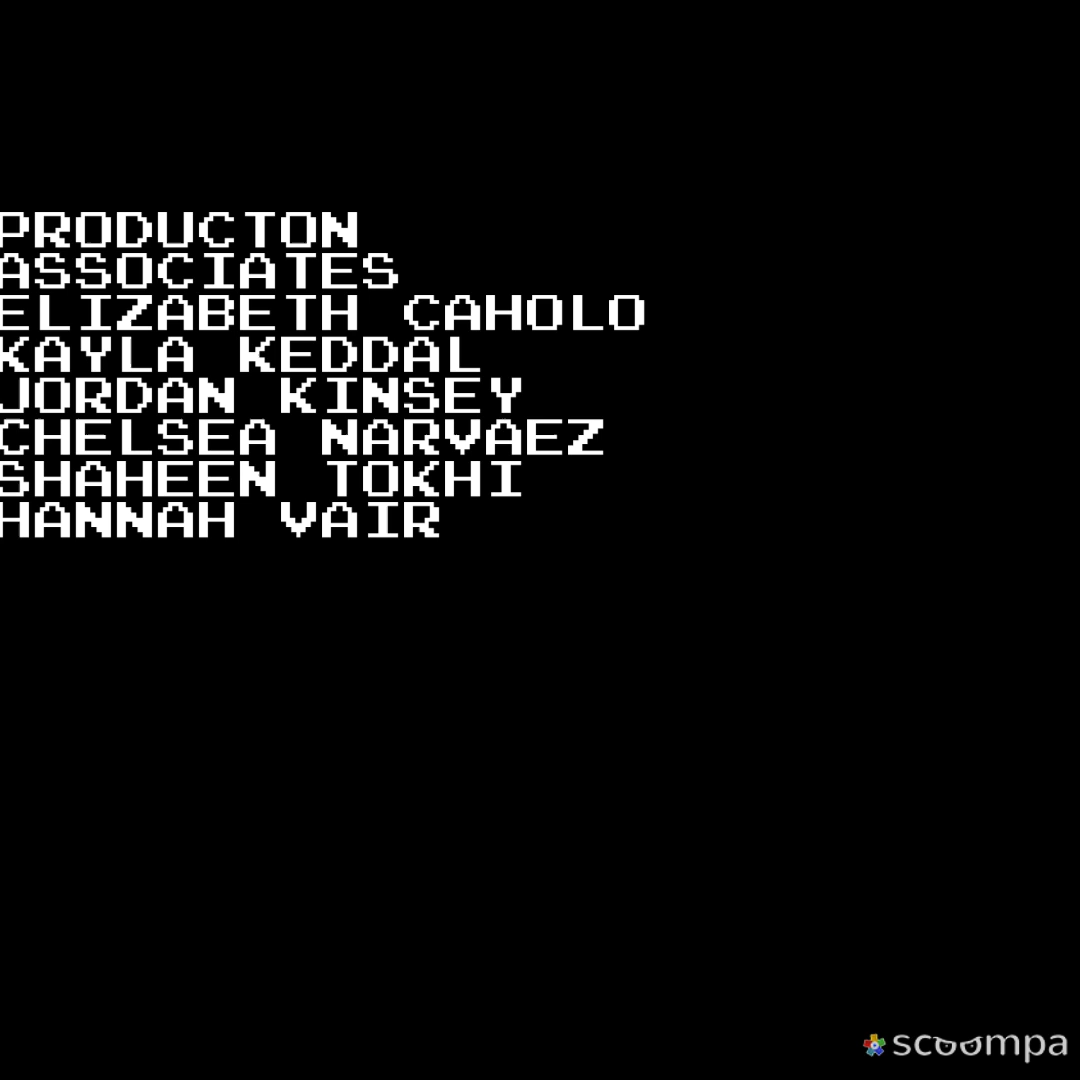 PRODUCTON
ASSOCIATES
ELIZABETH CAHOLO
KAYLA KEDDAL
JORDAN KINSEY
CHELSEA NARVAEZ
SHAHEEN TOKHI
HANNAH VAIR
scoompa